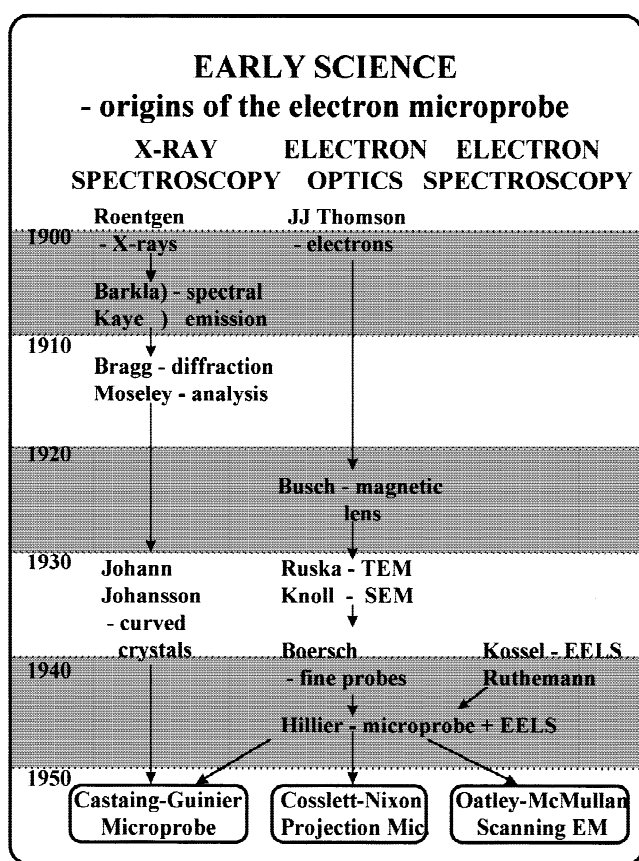 EARLY SCIENCE
- origins of the electron microprobe
X-RAY ELECTRON ELECTRON
SPECTROSCOPY OPTICS SPECTROSCOPY
Roentgen JJ Thomson
1900
- X-rays - electrons
Barkla) - spectral
Kaye ) emission
1910
Bragg - diffraction
Moseley - analysis
1920
Busch - magnetic
lens
1930
Johann Ruska - TEM
Johansson Knoll - SEM
- curved
crystals Boersch Kossel - EELS
1940
- fine probes Ruthemann
Hillier - microprobe + EELS
1950
Castaing-Guinier Cosslett-Nixon Oatley-McMullan
Microprobe Projection Mic. Scanning EM